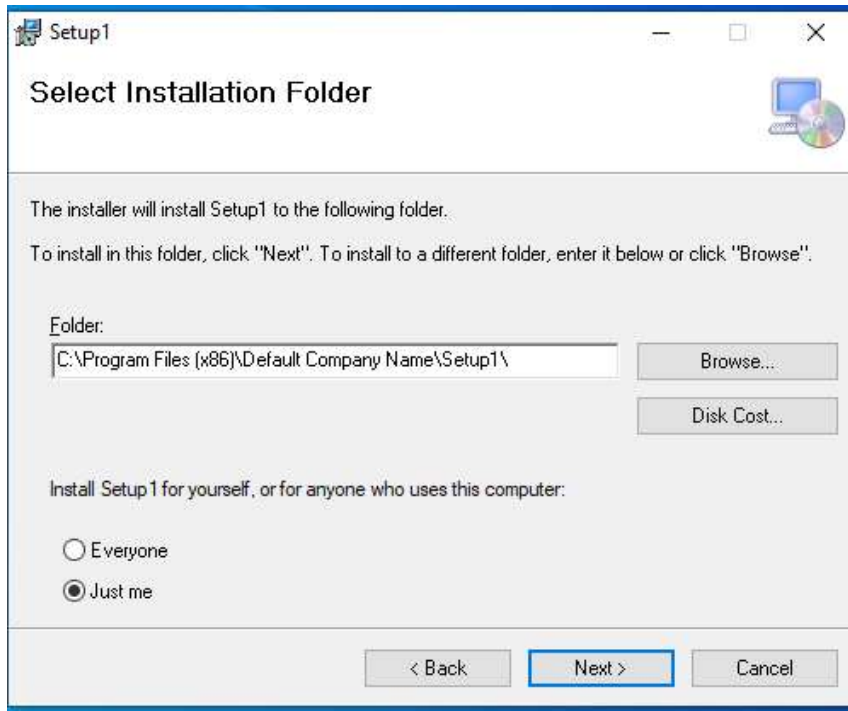 Setup1
Select Installation Folder
The installer will install Setup1 to the following folder.
To install in this folder, click "Next". To install to a different folder, enter it below or click "Browse".
Folder:
C:\Program Files (x86)\Default Company Name\Setup1\
Browse...
Disk Cost...
Install Setup1 for yourself, or for anyone who uses this computer:
Everyone
Just me
< Back
Next >
Cancel